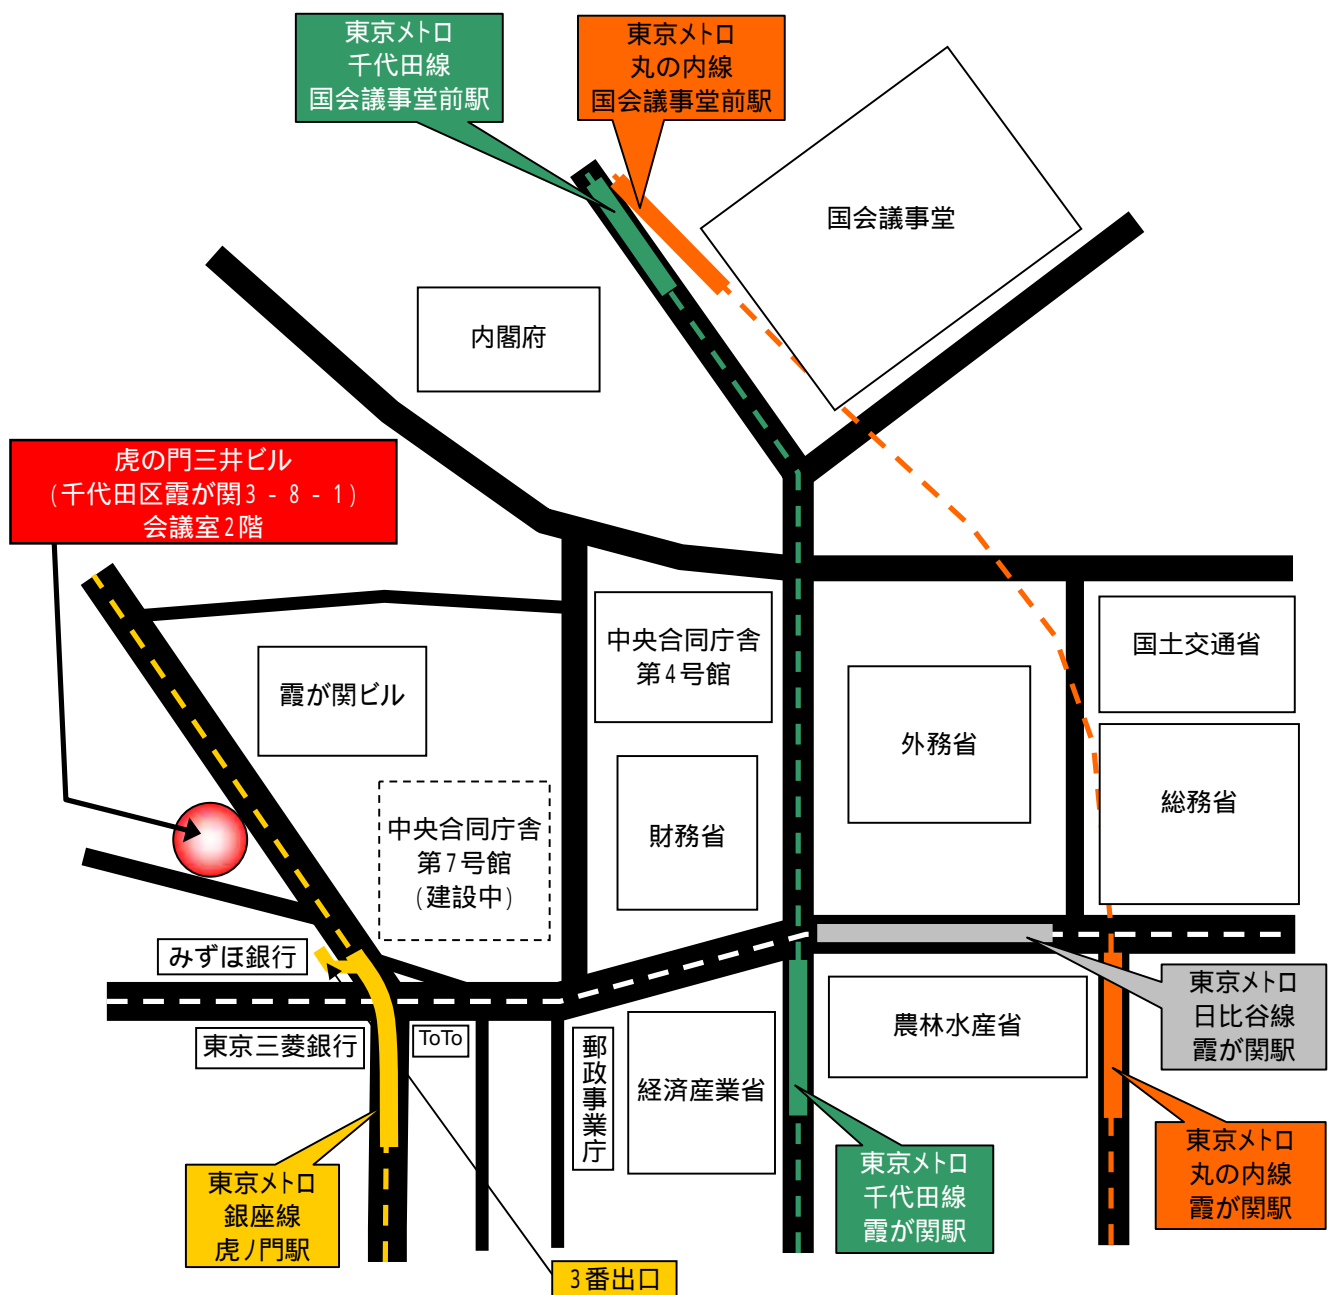 東京メトロ
千代田線
国会議事堂前駅
東京メトロ
丸の内線
国会議事堂前駅
国会議事堂
内閣府
虎の門三井ビル
(千代田区霞が関3-8-1)
会議室2階
中央合同庁舎
第4号館
国土交通省
霞が関ビル
外務省
総務省
中央合同庁舎
第7号館
(建設中)
財務省
みずほ銀行
東京メトロ
日比谷線
霞が関駅
農林水産省
東京三菱銀行
ToTo
郵政事業庁
経済産業省
東京メトロ
銀座線
虎ノ門駅
東京メトロ
千代田線
霞が関駅
東京メトロ
丸の内線
霞が関駅
3番出口